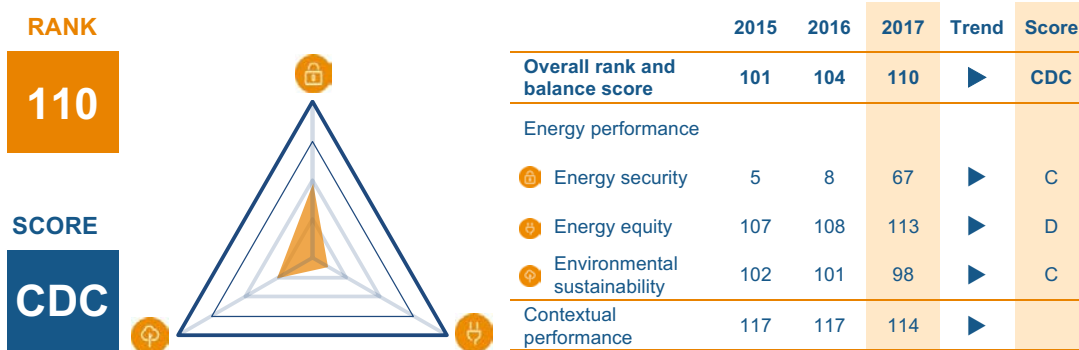 RANK
110
SCORE
CDC
2015 2016 2017 Trend Score
Overall rank and
balance score 101 104 110 CDC
Energy performance
Energy security 5 8 67 C
Energy equity 107 108 113 D
Environmental
sustainability 102 101 98 C
Contextual
performance 117 117 114